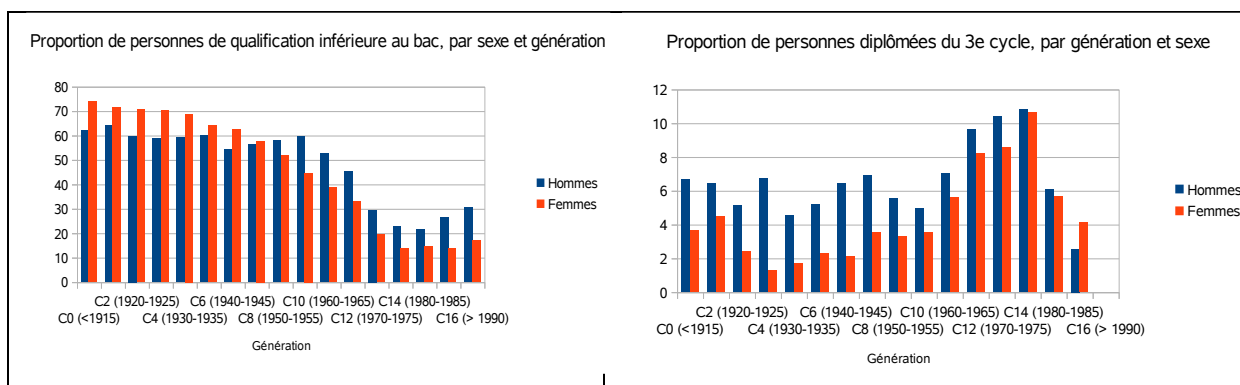 Proportion de personnes de qualification inférieure au bac, par sexe et génération
80
70
60
50
40
30
20
10
0
Hommes
Femmes
C2 (1920-1925) C6 (1940-1945) C10 (1960-1965) C14 (1980-1985)
C0 (<1915) C4 (1930-1935) C8 (1950-1955) C12 (1970-1975) C16 (> 1990)
Génération
Proportion de personnes diplômées du 3e cycle, par génération et sexe
12
10
8
6
4
2
0
Hommes
Femmes
C2 (1920-1925) C6 (1940-1945) C10 (1960-1965) C14 (1980-1985)
C0 (<1915) C4 (1930-1935) C8 (1950-1955) C12 (1970-1975) C16 (> 1990)
Génération